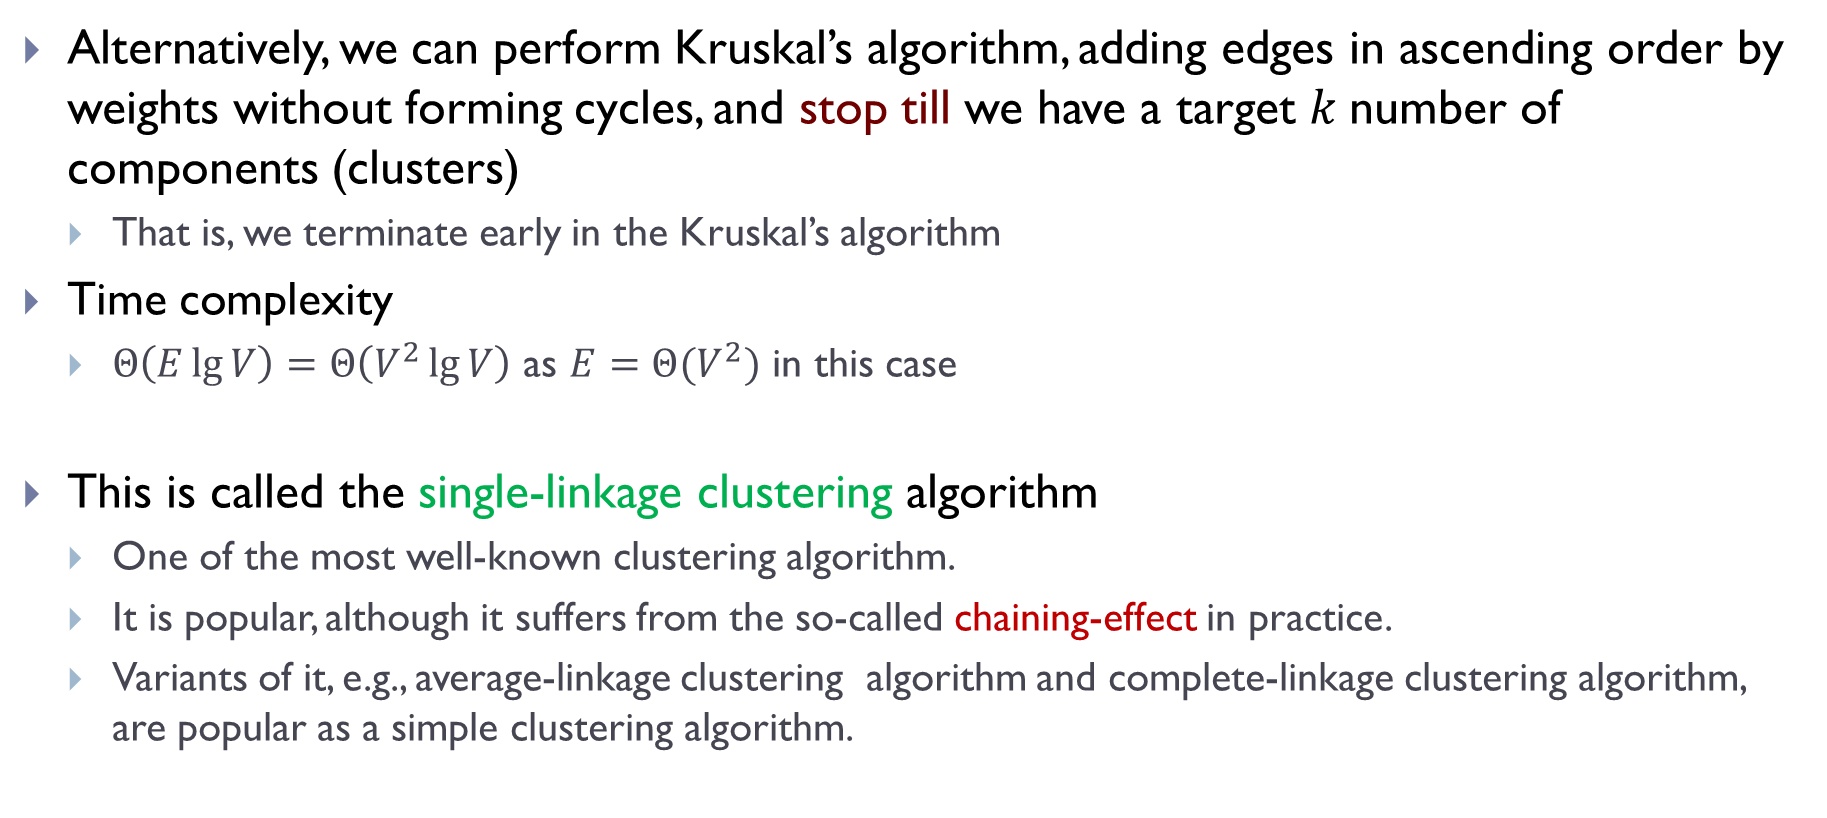 Alternatively, we can perform Kruskal’s algorithm, adding edges in ascending order by
weights without forming cycles, and stop till we have a target k number of
components (clusters)
That is, we terminate early in the Kruskal’s algorithm
Time complexity
Θ(E lg V) = Θ(V² lg V) as E = Θ(V²) in this case
This is called the single-linkage clustering algorithm
One of the most well-known clustering algorithm.
It is popular, although it suffers from the so-called chaining-effect in practice.
Variants of it, e.g., average-linkage clustering  algorithm and complete-linkage clustering algorithm,
are popular as a simple clustering algorithm.